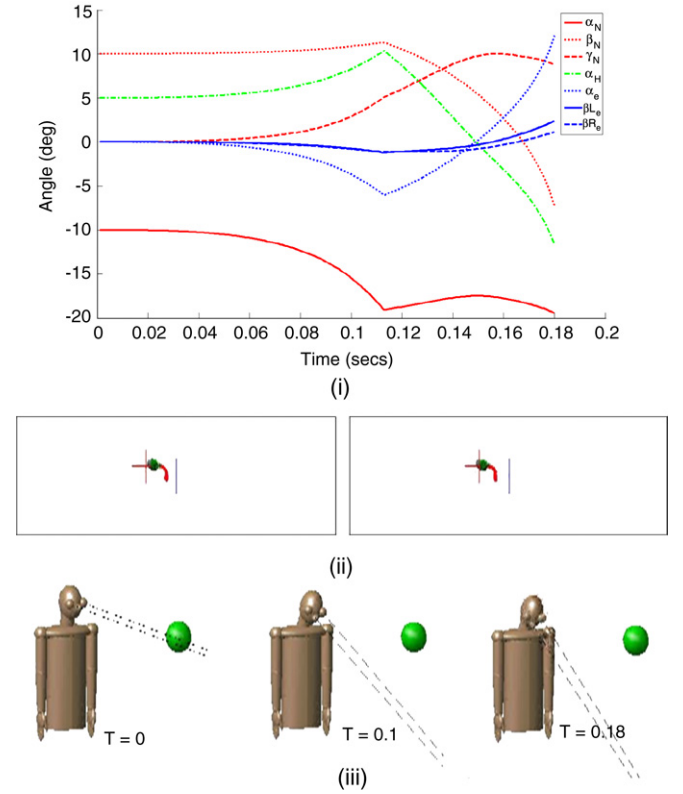 15
10
5
0
-5
-10
-15
-20
Angle (deg)
0
0.02
0.04
0.06
0.08
0.1
0.12
0.14
0.16
0.18
0.2
Time (secs)
α_N
β_N
γ_N
α_H
α_e
βL_e
βR_e
(i)
(ii)
T = 0
T = 0.1
T = 0.18
(iii)